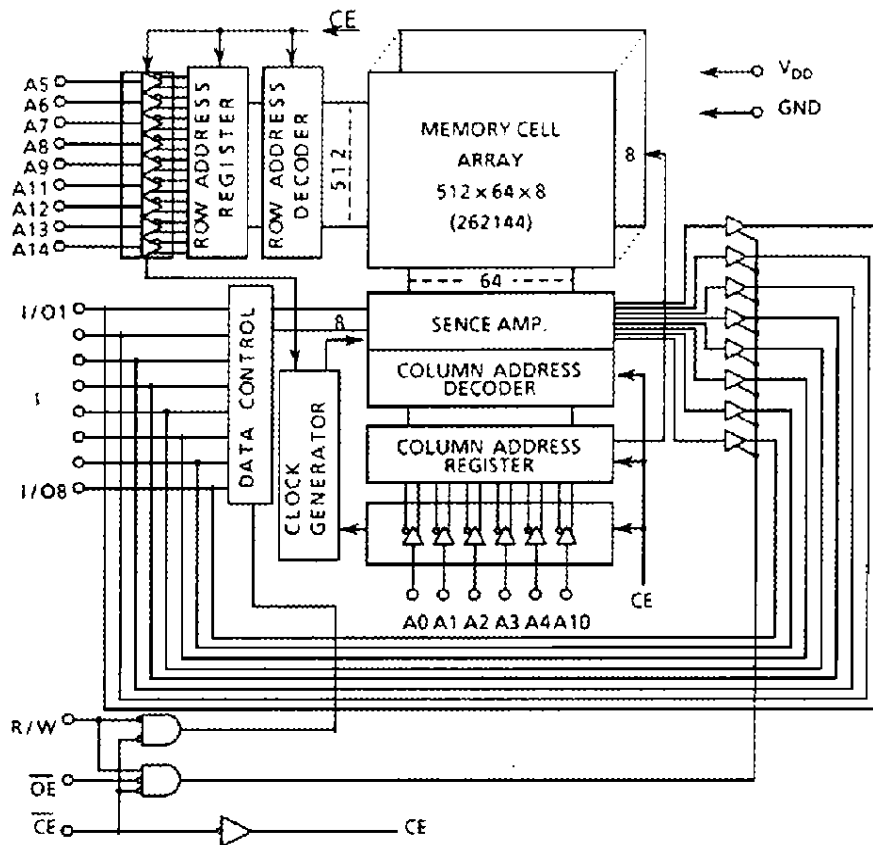 CE
A5
A6
A7
A8
A9
A11
A12
A13
A14
ROW ADDRESS
REGISTER
ROW ADDRESS
DECODER
512
MEMORY CELL
ARRAY
512 x 64 x 8
(262144)
8
VDD
GND
64
I/O1
I/O8
DATA CONTROL
8
CLOCK
GENERATOR
SENCE AMP.
COLUMN ADDRESS
DECODER
COLUMN ADDRESS
REGISTER
A0 A1 A2 A3 A4 A10
CE
R/W
OE
CE
CE